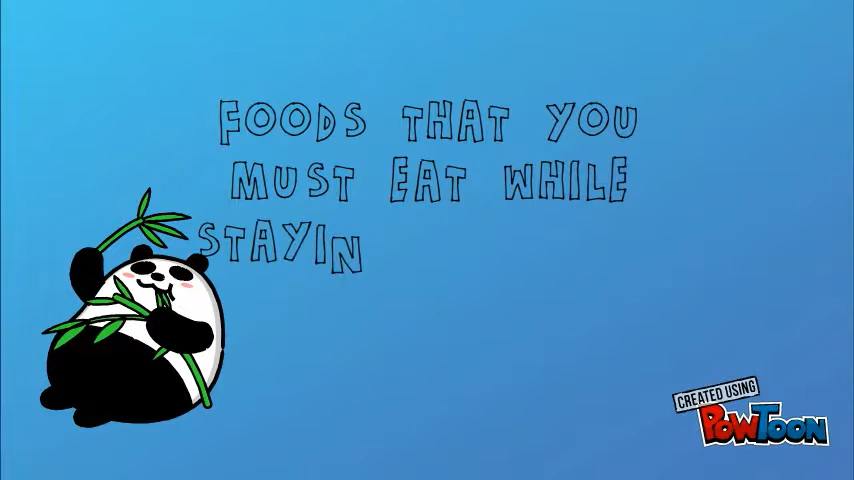 FOODS THAT YOU
MUST EAT WHILE
STAYIN
CREATED USING
POWTOON